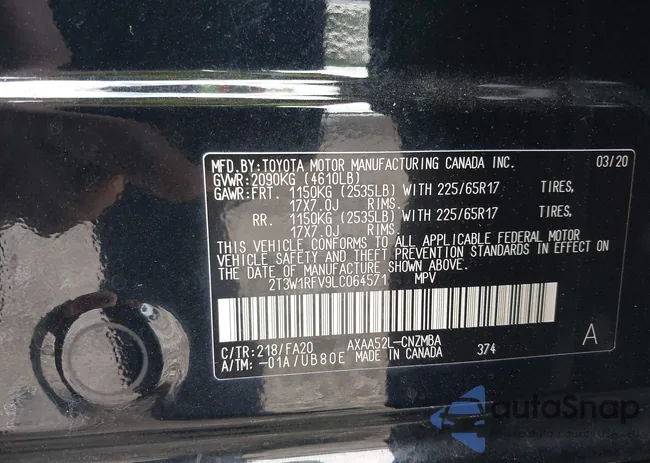 MFD.BY:TOYOTA MOTOR MANUFACTURING CANADA INC. 03/20
GVWR:2090KG (4610LB)
GAWR:FRT. 1150KG (2535LB) WITH 225/65R17 TIRES,
17X7.0J RIMS.
RR. 1150KG (2535LB) WITH 225/65R17 TIRES,
17X7.0J RIMS.
THIS VEHICLE CONFORMS TO ALL APPLICABLE FEDERAL MOTOR
VEHICLE SAFETY AND THEFT PREVENTION STANDARDS IN EFFECT ON
THE DATE OF MANUFACTURE SHOWN ABOVE.
2T3W1RFV9LC064571 MPV
C/TR:218/FA20 AXAA52L-CNZMBA A
A/TM: -01A/UB80E MADE IN CANADA 374
autoSnap